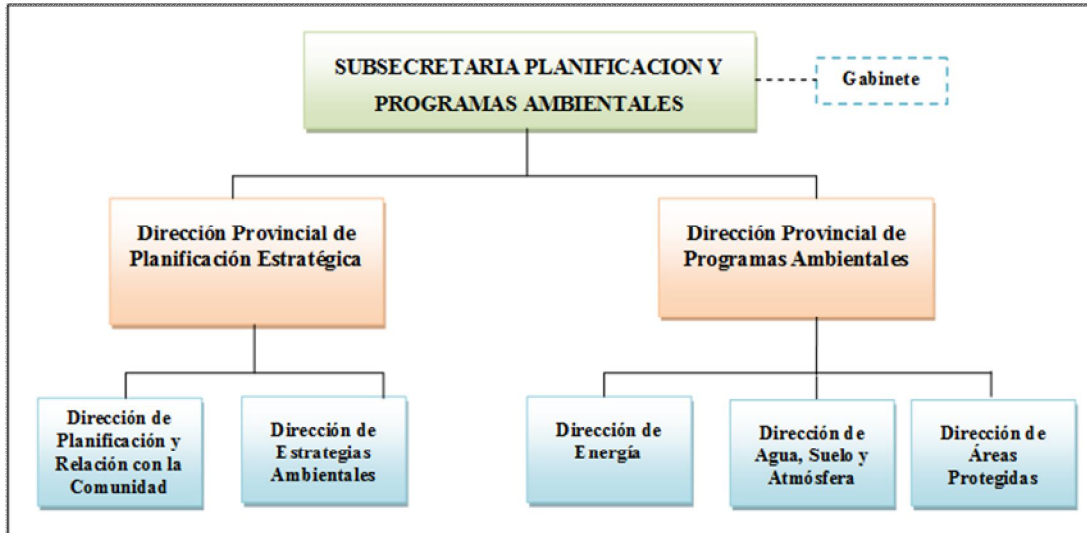 SUBSECRETARIA PLANIFICACION Y
PROGRAMAS AMBIENTALES
Gabinete
Dirección Provincial de
Planificación Estratégica
Dirección Provincial de
Programas Ambientales
Dirección de
Planificación y
Relación con la
Comunidad
Dirección de
Estrategias
Ambientales
Dirección de
Energía
Dirección de
Agua, Suelo y
Atmósfera
Dirección de
Áreas
Protegidas